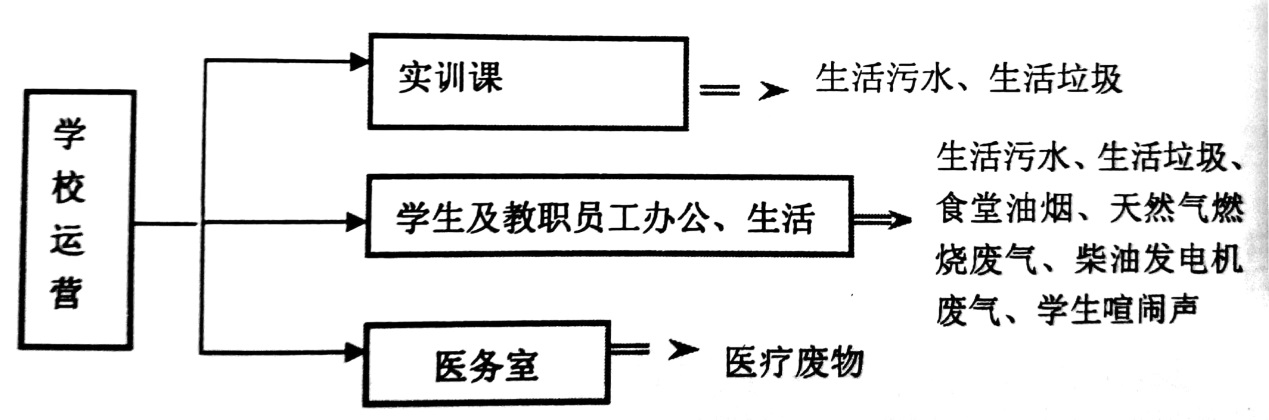 学校运营
实训课
生活污水、生活垃圾
学生及教职员工办公、生活
生活污水、生活垃圾、
食堂油烟、天然气燃
烧废气、柴油发电机
废气、学生喧闹声
医务室
医疗废物